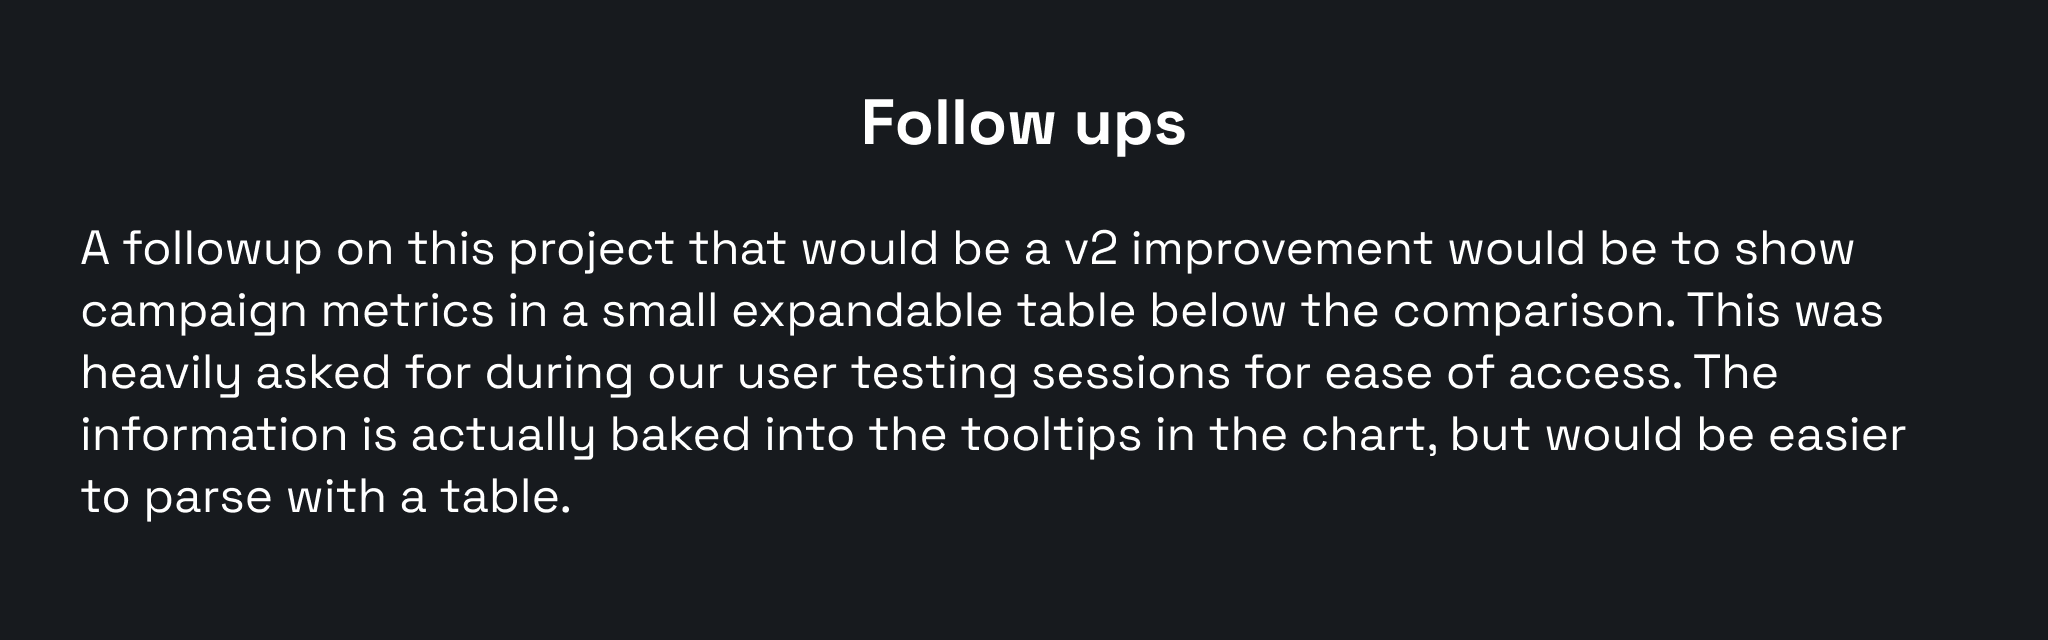 Follow ups
A followup on this project that would be a v2 improvement would be to show
campaign metrics in a small expandable table below the comparison. This was
heavily asked for during our user testing sessions for ease of access. The
information is actually baked into the tooltips in the chart, but would be easier
to parse with a table.